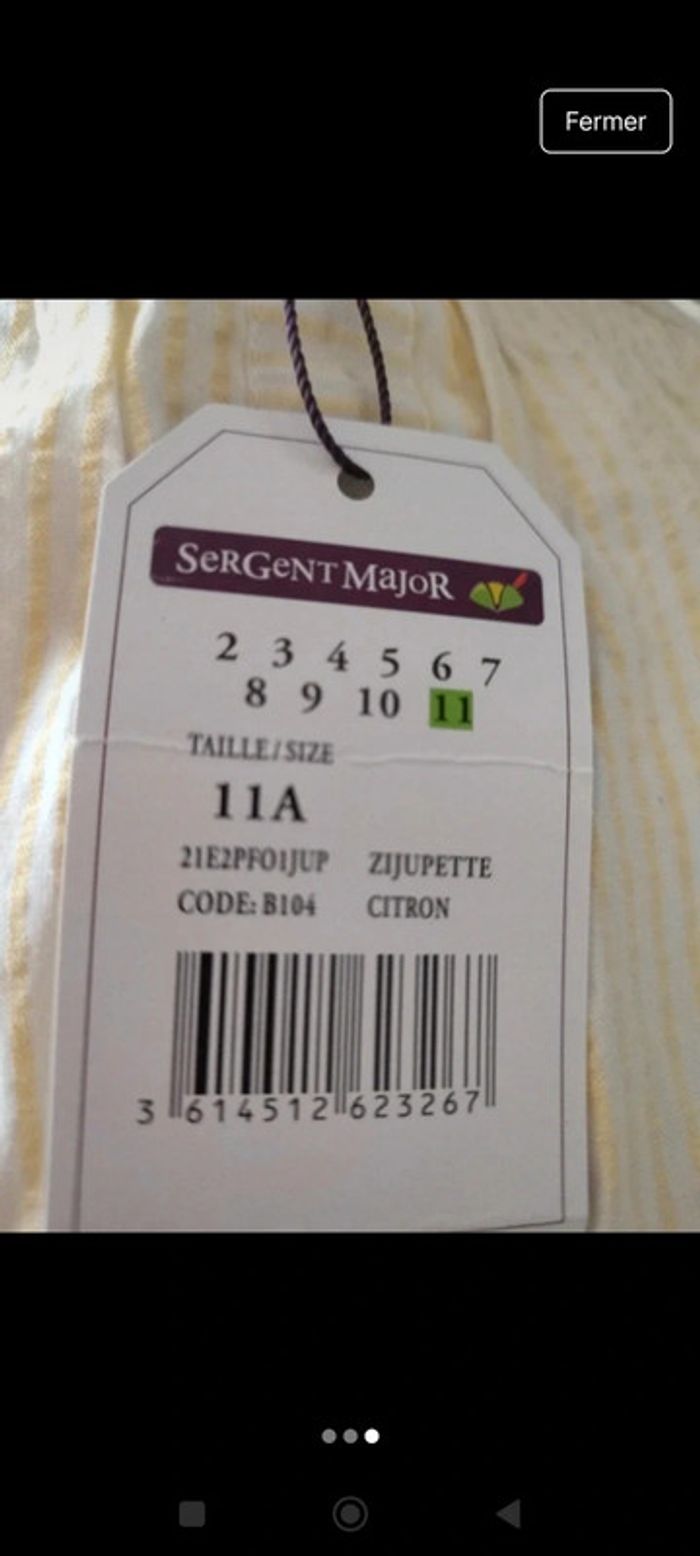 Fermer
SeRGeNT MaJoR
2 3 4 5 6 7
8 9 10 11
TAILLE / SIZE
11A
21E2PFO1JUP ZIJUPETTE
CODE: B104 CITRON
3 614512 623267